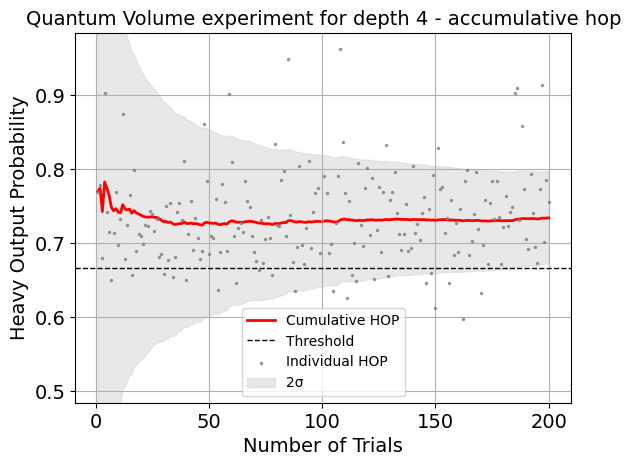 Quantum Volume experiment for depth 4 - accumulative hop
Heavy Output Probability
0.9
0.8
0.7
0.6
0.5
Cumulative HOP
Threshold
Individual HOP
2σ
0 50 100 150 200
Number of Trials